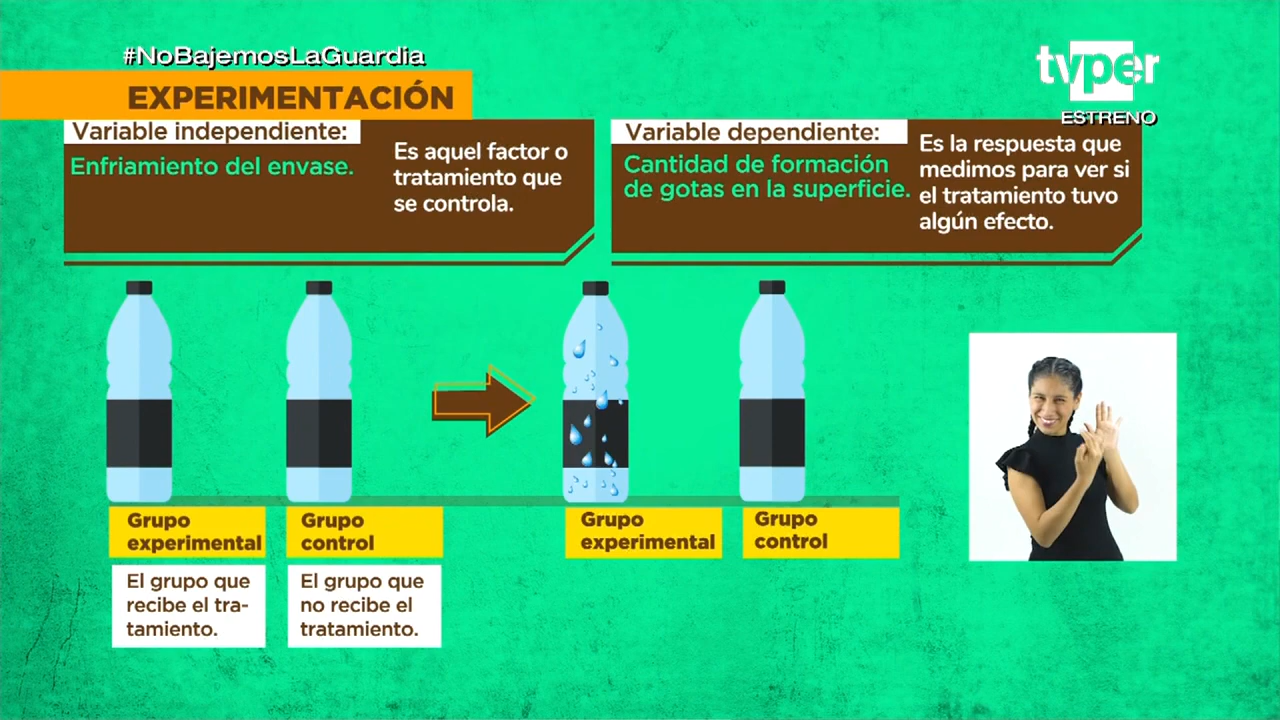 #NoBajemosLaGuardia
tvperú
ESTRENO
EXPERIMENTACIÓN
Variable independiente:
Enfriamiento del envase.
Es aquel factor o
tratamiento que
se controla.
Variable dependiente:
Cantidad de formación
de gotas en la superficie.
Es la respuesta que
medimos para ver si
el tratamiento tuvo
algún efecto.
Grupo
experimental
Grupo
control
Grupo
experimental
Grupo
control
El grupo que
recibe el tra-
tamiento.
El grupo que
no recibe el
tratamiento.